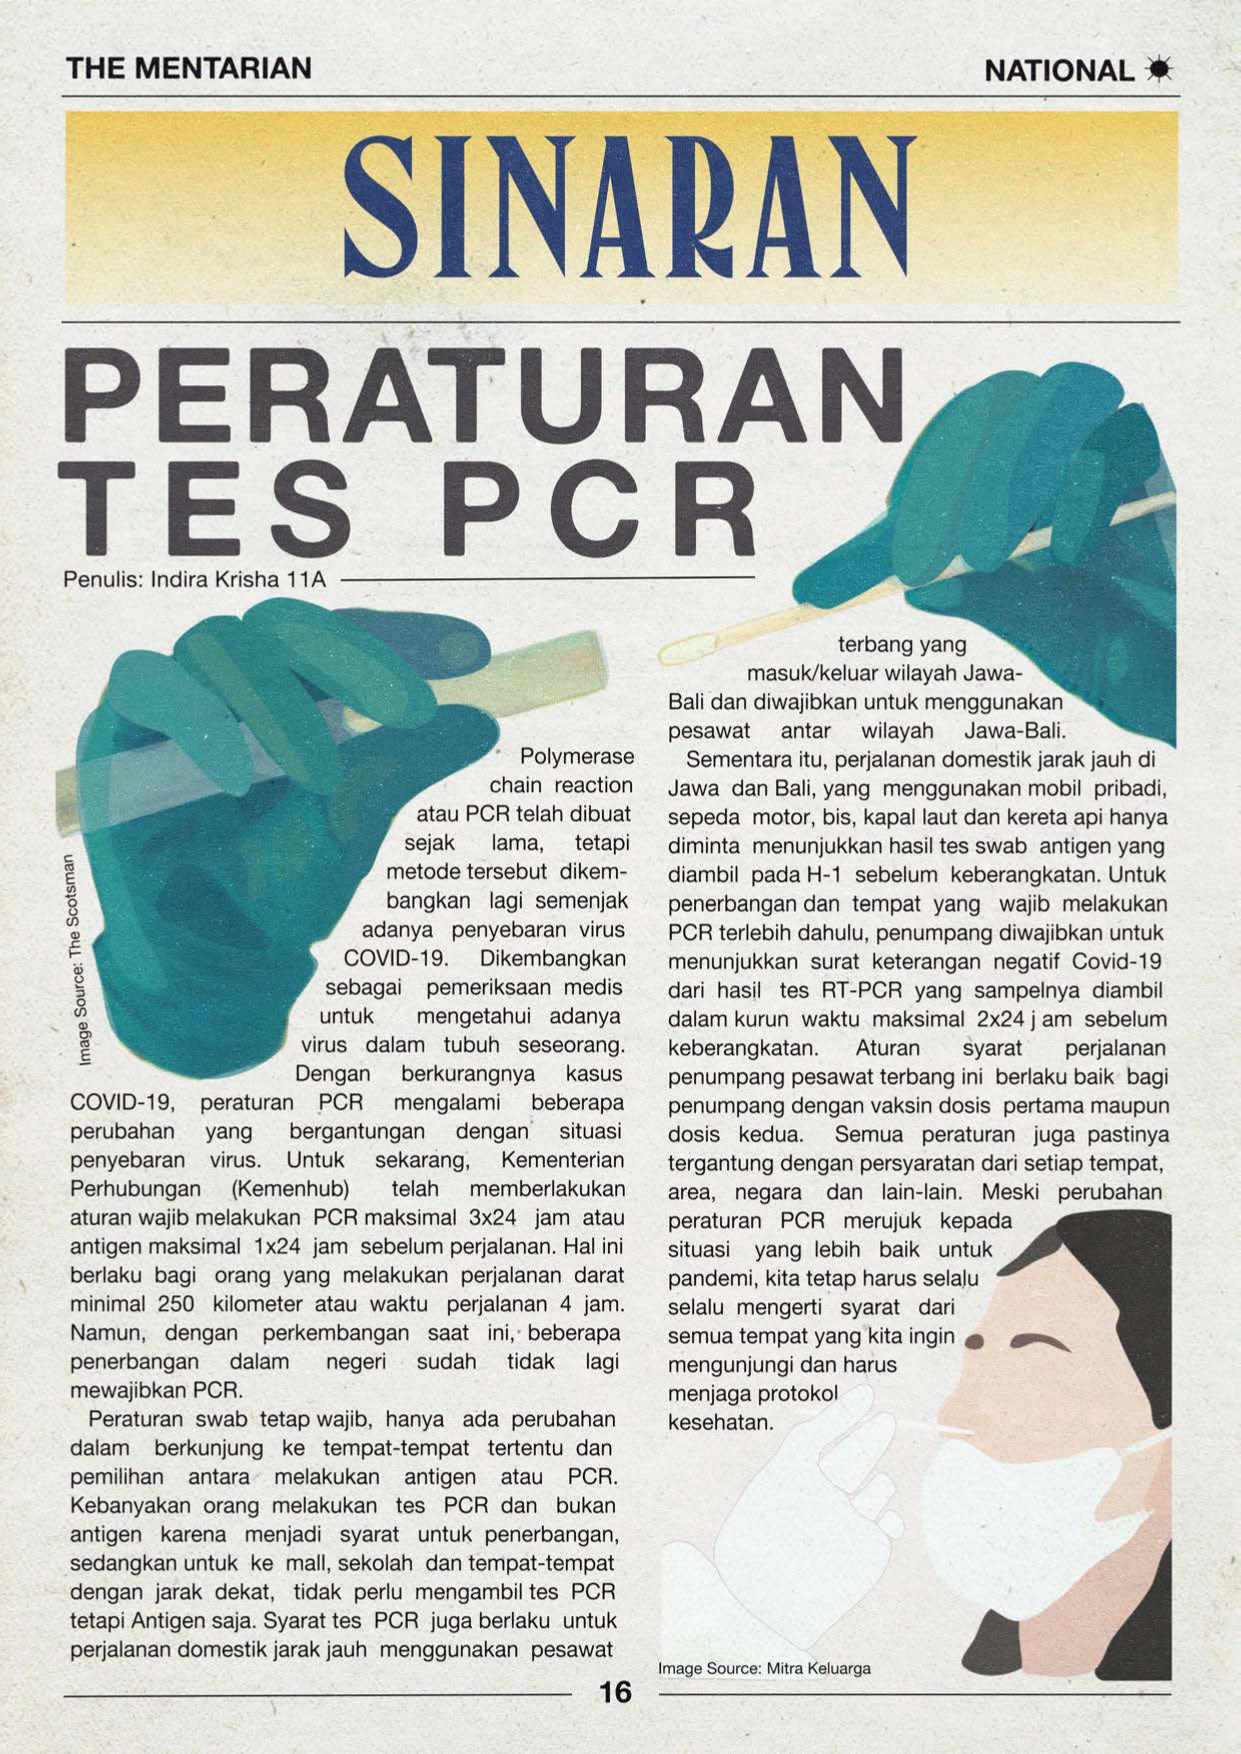 THE MENTARIAN
NATIONAL
SINARAN
PERATURAN
TES PCR
Penulis: Indira Krisha 11A
Image Source: The Scotsman
Polymerase
chain reaction
atau PCR telah dibuat
sejak lama, tetapi
metode tersebut dikem-
bangkan lagi semenjak
adanya penyebaran virus
COVID-19. Dikembangkan
sebagai pemeriksaan medis
untuk mengetahui adanya
virus dalam tubuh seseorang.
Dengan berkurangnya kasus
COVID-19, peraturan PCR mengalami beberapa
perubahan yang bergantungan dengan situasi
penyebaran virus. Untuk sekarang, Kementerian
Perhubungan (Kemenhub) telah memberlakukan
aturan wajib melakukan PCR maksimal 3x24 jam atau
antigen maksimal 1x24 jam sebelum perjalanan. Hal ini
berlaku bagi orang yang melakukan perjalanan darat
minimal 250 kilometer atau waktu perjalanan 4 jam.
Namun, dengan perkembangan saat ini, beberapa
penerbangan dalam negeri sudah tidak lagi
mewajibkan PCR.
Peraturan swab tetap wajib, hanya ada perubahan
dalam berkunjung ke tempat-tempat tertentu dan
pemilihan antara melakukan antigen atau PCR.
Kebanyakan orang melakukan tes PCR dan bukan
antigen karena menjadi syarat untuk penerbangan,
sedangkan untuk ke mall, sekolah dan tempat-tempat
dengan jarak dekat, tidak perlu mengambil tes PCR
tetapi Antigen saja. Syarat tes PCR juga berlaku untuk
perjalanan domestik jarak jauh menggunakan pesawat
terbang yang
masuk/keluar wilayah Jawa-
Bali dan diwajibkan untuk menggunakan
pesawat antar wilayah Jawa-Bali.
Sementara itu, perjalanan domestik jarak jauh di
Jawa dan Bali, yang menggunakan mobil pribadi,
sepeda motor, bis, kapal laut dan kereta api hanya
diminta menunjukkan hasil tes swab antigen yang
diambil pada H-1 sebelum keberangkatan. Untuk
penerbangan dan tempat yang wajib melakukan
PCR terlebih dahulu, penumpang diwajibkan untuk
menunjukkan surat keterangan negatif Covid-19
dari hasil tes RT-PCR yang sampelnya diambil
dalam kurun waktu maksimal 2x24 j am sebelum
keberangkatan. Aturan syarat perjalanan
penumpang pesawat terbang ini berlaku baik bagi
penumpang dengan vaksin dosis pertama maupun
dosis kedua. Semua peraturan juga pastinya
tergantung dengan persyaratan dari setiap tempat,
area, negara dan lain-lain. Meski perubahan
peraturan PCR merujuk kepada
situasi yang lebih baik untuk
pandemi, kita tetap harus selalu
selalu mengerti syarat dari
semua tempat yang kita ingin
mengunjungi dan harus
menjaga protokol
kesehatan.
Image Source: Mitra Keluarga
16